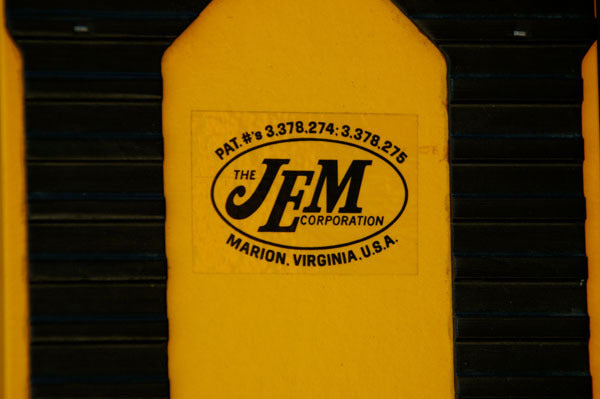 PAT. #'s 3,378,274; 3,378,275
THE JEM
CORPORATION
MARION, VIRGINIA, U.S.A.